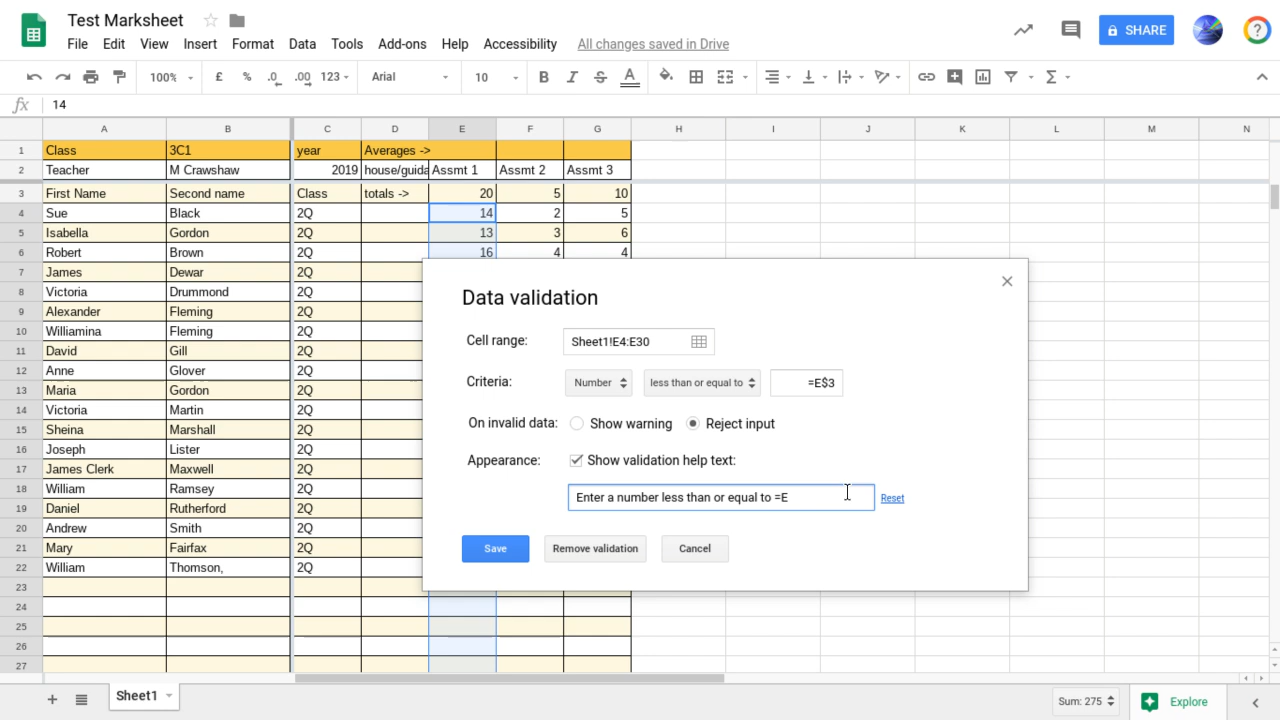 Test Marksheet
File Edit View Insert Format Data Tools Add-ons Help Accessibility All changes saved in Drive
SHARE
100% £ % .0 .00 123 Arial 10 B I S A
fx 14
A B C D E F G H I J K L M N
1 Class 3C1 year Averages ->
2 Teacher M Crawshaw 2019 house/guida Assmt 1 Assmt 2 Assmt 3
3 First Name Second name Class totals -> 20 5 10
4 Sue Black 2Q 14 2 5
5 Isabella Gordon 2Q 13 3 6
6 Robert Brown 2Q 16 4 4
7 James Dewar 2Q
8 Victoria Drummond 2Q
9 Alexander Fleming 2Q
10 Williamina Fleming 2Q
11 David Gill 2Q
12 Anne Glover 2Q
13 Maria Gordon 2Q
14 Victoria Martin 2Q
15 Sheina Marshall 2Q
16 Joseph Lister 2Q
17 James Clerk Maxwell 2Q
18 William Ramsey 2Q
19 Daniel Rutherford 2Q
20 Andrew Smith 2Q
21 Mary Fairfax 2Q
22 William Thomson, 2Q
23
24
25
26
27
Data validation
Cell range: Sheet1!E4:E30
Criteria: Number less than or equal to =E$3
On invalid data: Show warning Reject input
Appearance: Show validation help text:
Enter a number less than or equal to =E Reset
Save Remove validation Cancel
Sheet1 Sum: 275 Explore